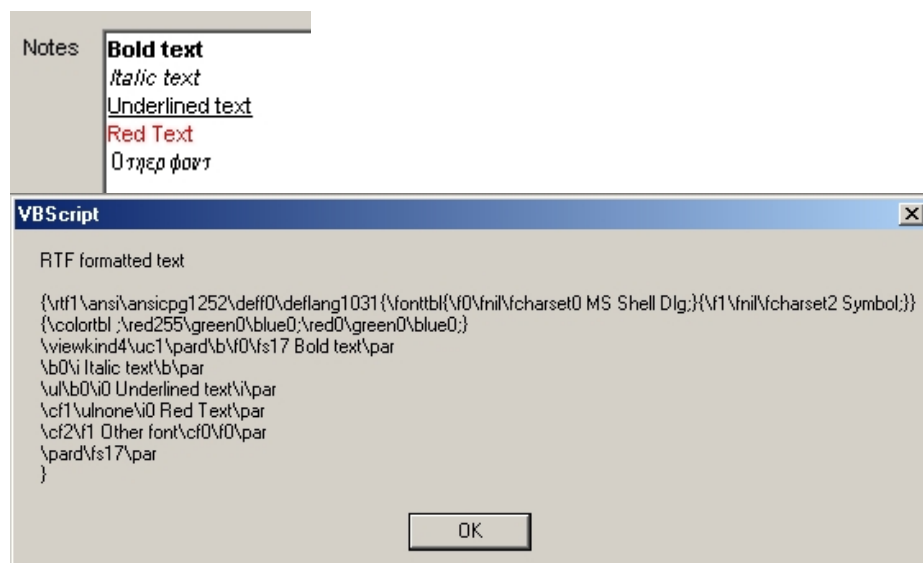 Notes
Bold text
Italic text
Underlined text
Red Text
Οτηερ φοντ
VBScript
RTF formatted text
{\rtf1\ansi\ansicpg1252\deff0\deflang1031{\fonttbl{\f0\fnil\fcharset0 MS Shell Dlg;}{\f1\fnil\fcharset2 Symbol;}}
{\colortbl ;\red255\green0\blue0;\red0\green0\blue0;}
\viewkind4\uc1\pard\b\f0\fs17 Bold text\par
\b0\i Italic text\b\par
\ul\b0\i0 Underlined text\i\par
\cf1\ulnone\i0 Red Text\par
\cf2\f1 Other font\cf0\f0\par
\pard\fs17\par
}
OK